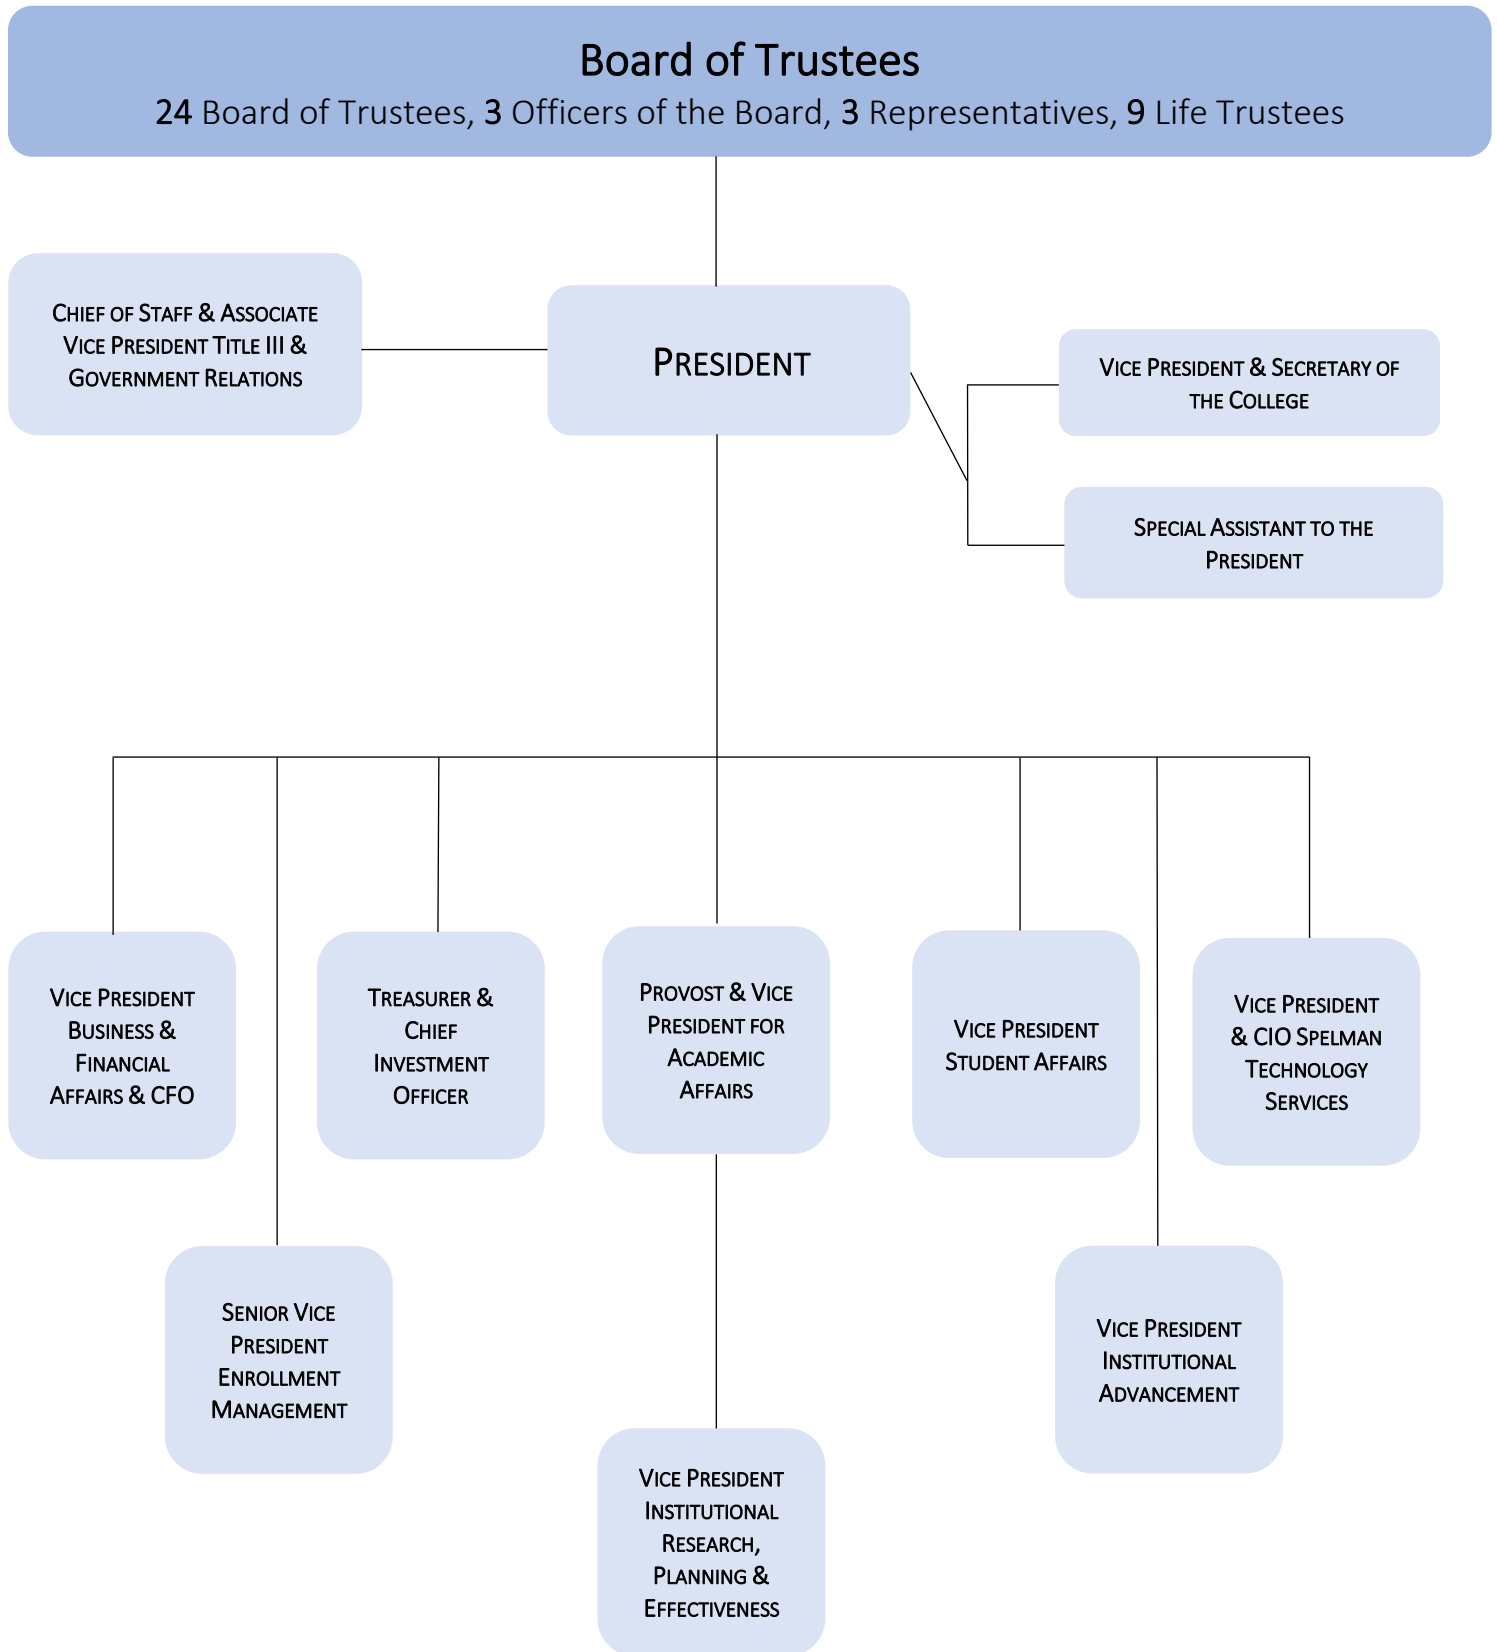 Board of Trustees
24 Board of Trustees, 3 Officers of the Board, 3 Representatives, 9 Life Trustees
CHIEF OF STAFF & ASSOCIATE
VICE PRESIDENT TITLE III &
GOVERNMENT RELATIONS
PRESIDENT
VICE PRESIDENT & SECRETARY OF
THE COLLEGE
SPECIAL ASSISTANT TO THE
PRESIDENT
VICE PRESIDENT
BUSINESS &
FINANCIAL
AFFAIRS & CFO
TREASURER &
CHIEF
INVESTMENT
OFFICER
PROVOST & VICE
PRESIDENT FOR
ACADEMIC
AFFAIRS
VICE PRESIDENT
STUDENT AFFAIRS
VICE PRESIDENT
& CIO SPELMAN
TECHNOLOGY
SERVICES
SENIOR VICE
PRESIDENT
ENROLLMENT
MANAGEMENT
VICE PRESIDENT
INSTITUTIONAL
ADVANCEMENT
VICE PRESIDENT
INSTITUTIONAL
RESEARCH,
PLANNING &
EFFECTIVENESS